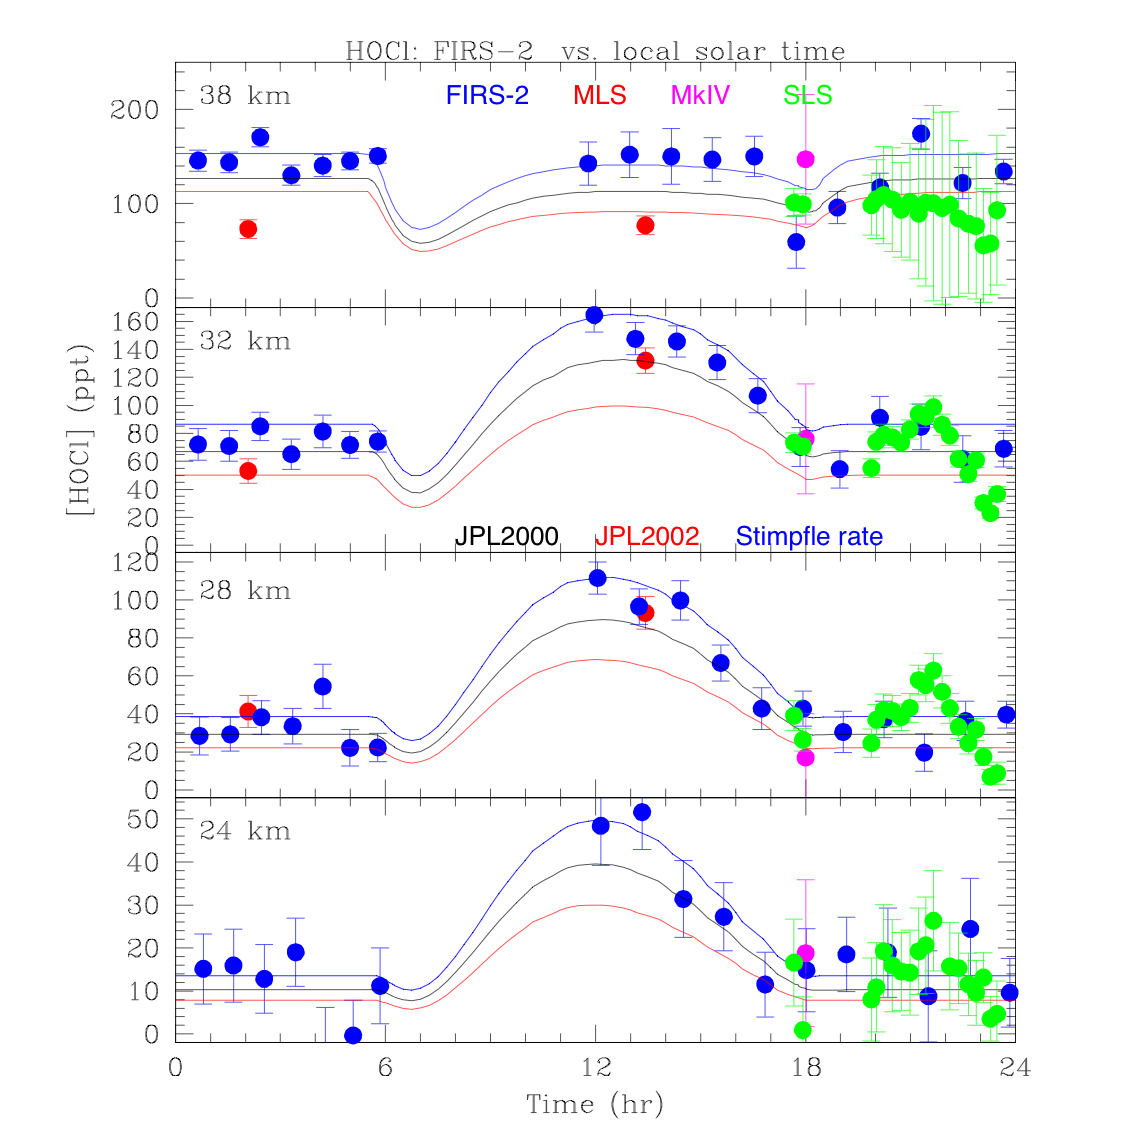 HOCl: FIRS-2 vs. local solar time
38 km
FIRS-2 MLS MkIV SLS
200
100
0
32 km
160
140
120
100
80
60
40
20
0
JPL2000 JPL2002 Stimpfle rate
[HOCl] (ppt)
28 km
120
100
80
60
40
20
0
24 km
50
40
30
20
10
0
0 6 12 18 24
Time (hr)